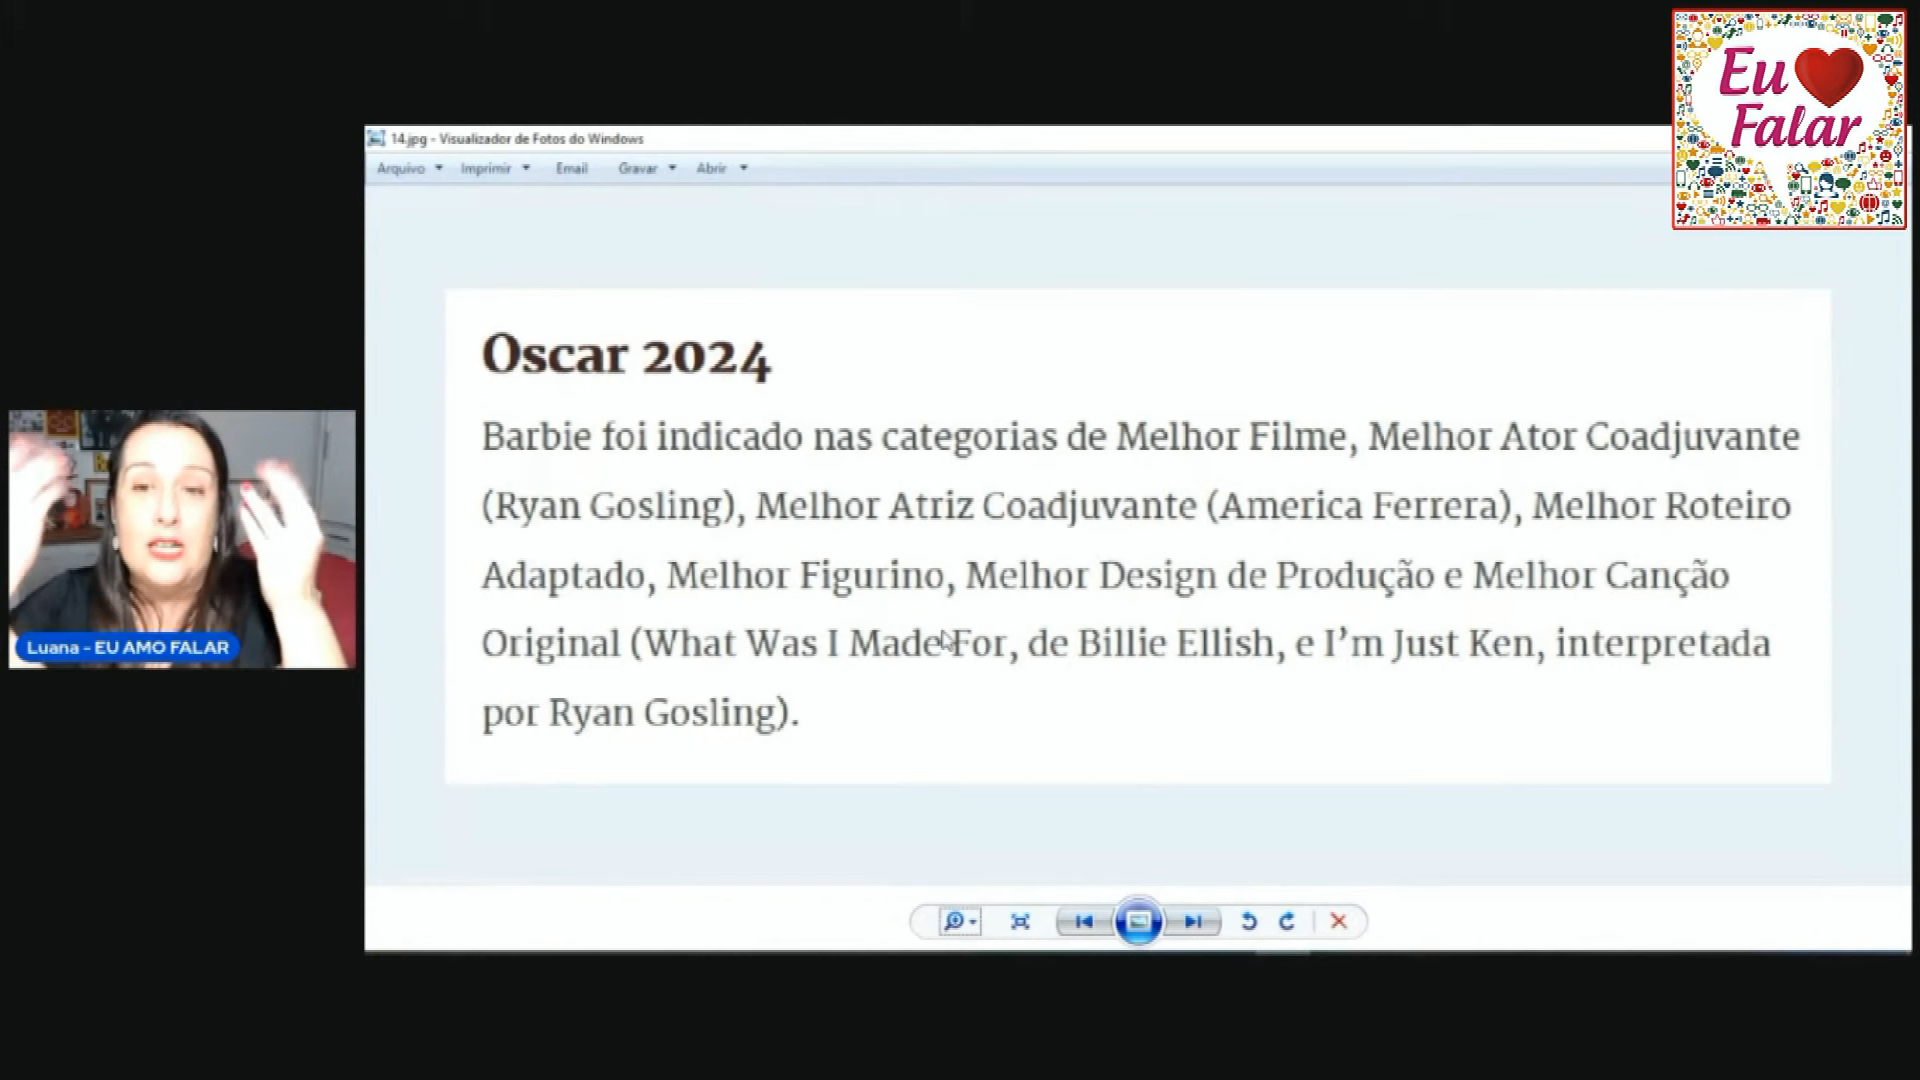 Eu
Falar
14.jpg - Visualizador de Fotos do Windows
Arquivo Imprimir Email Gravar Abrir
Oscar 2024
Barbie foi indicado nas categorias de Melhor Filme, Melhor Ator Coadjuvante
(Ryan Gosling), Melhor Atriz Coadjuvante (America Ferrera), Melhor Roteiro
Adaptado, Melhor Figurino, Melhor Design de Produção e Melhor Canção
Original (What Was I Made For, de Billie Ellish, e I’m Just Ken, interpretada
por Ryan Gosling).
Luana - EU AMO FALAR